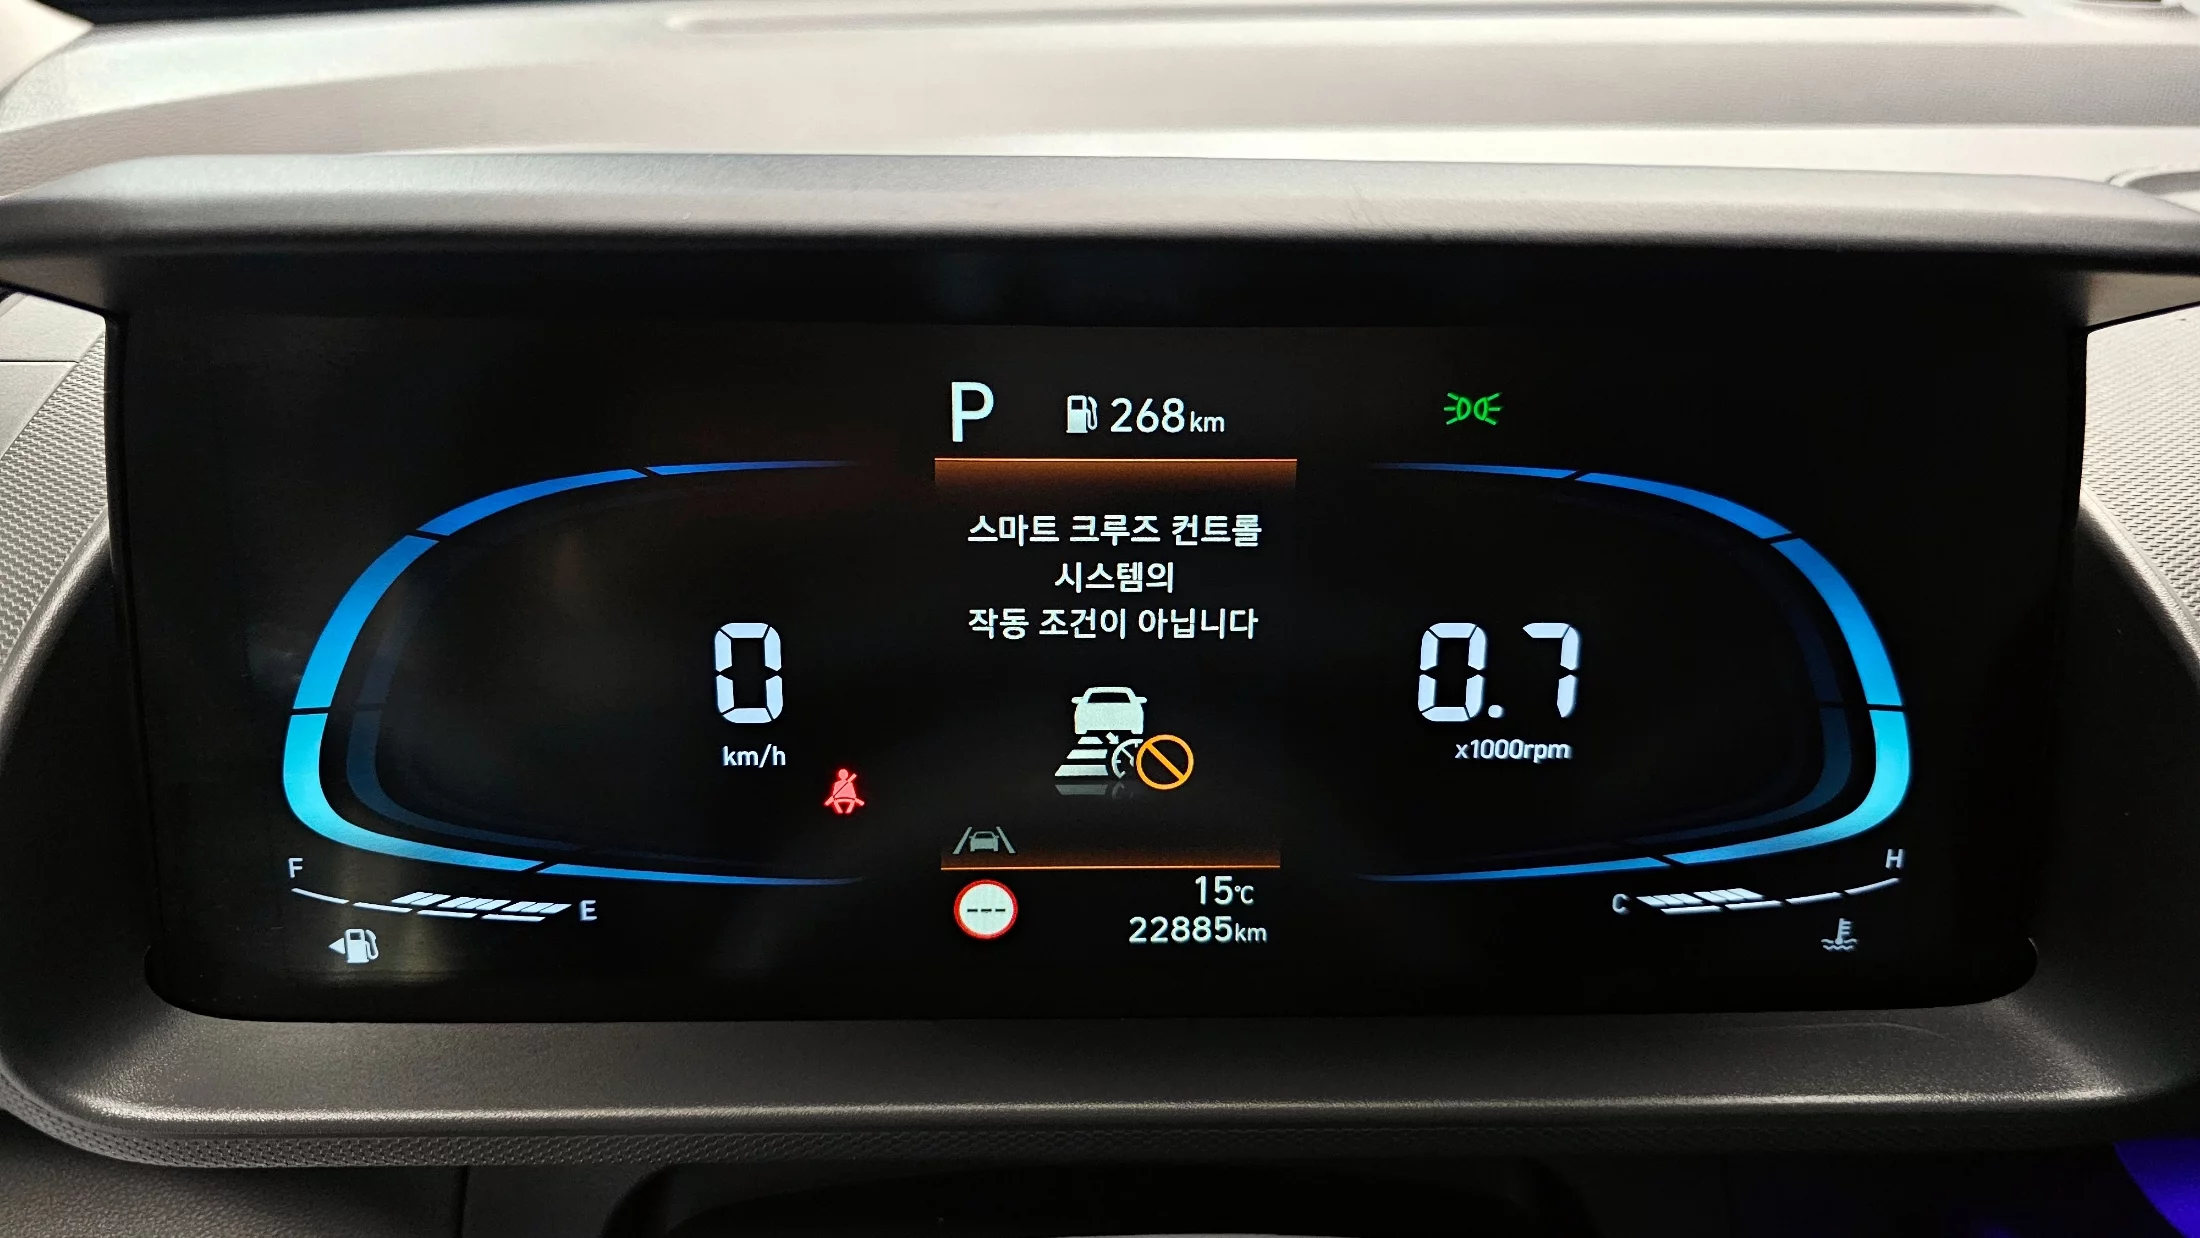 P
268km
스마트 크루즈 컨트롤
시스템의
작동 조건이 아닙니다
0
km/h
0.7
x1000rpm
F
E
C
H
---
15℃
22885km